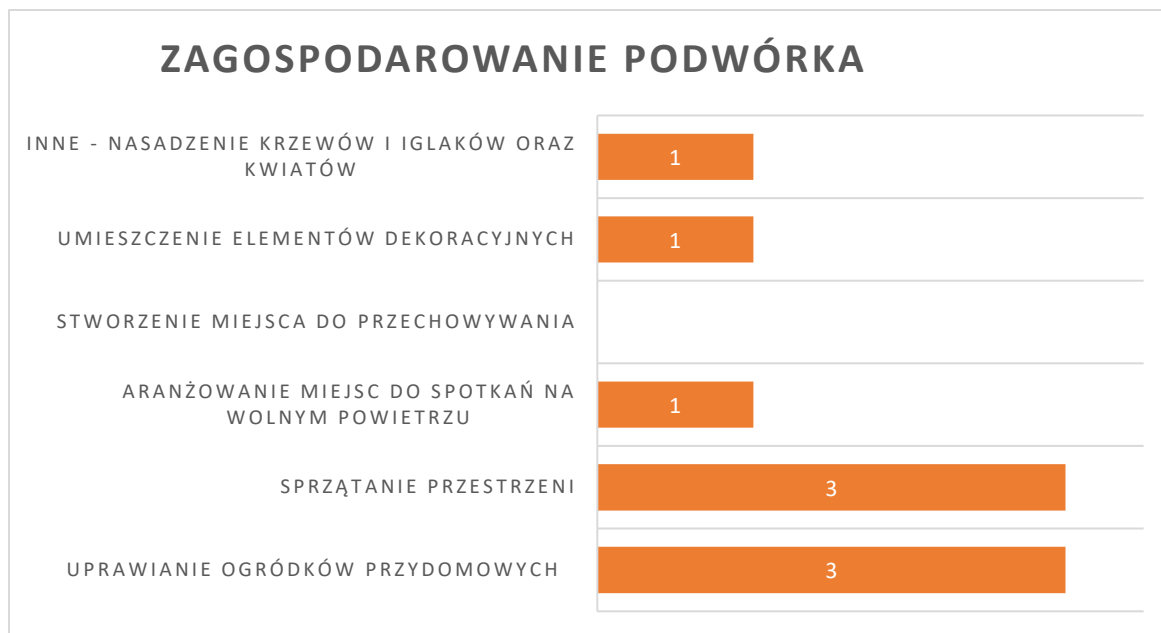 ZAGOSPODAROWANIE PODWÓRKA
INNE - NASADZENIE KRZEWÓW I IGLAKÓW ORAZ
KWIATÓW
1
UMIESZCZENIE ELEMENTÓW DEKORACYJNYCH
1
STWORZENIE MIEJSCA DO PRZECHOWYWANIA
ARANŻOWANIE MIEJSC DO SPOTKAŃ NA
WOLNYM POWIETRZU
1
SPRZĄTANIE PRZESTRZENI
3
UPRAWIANIE OGRÓDKÓW PRZYDOMOWYCH
3